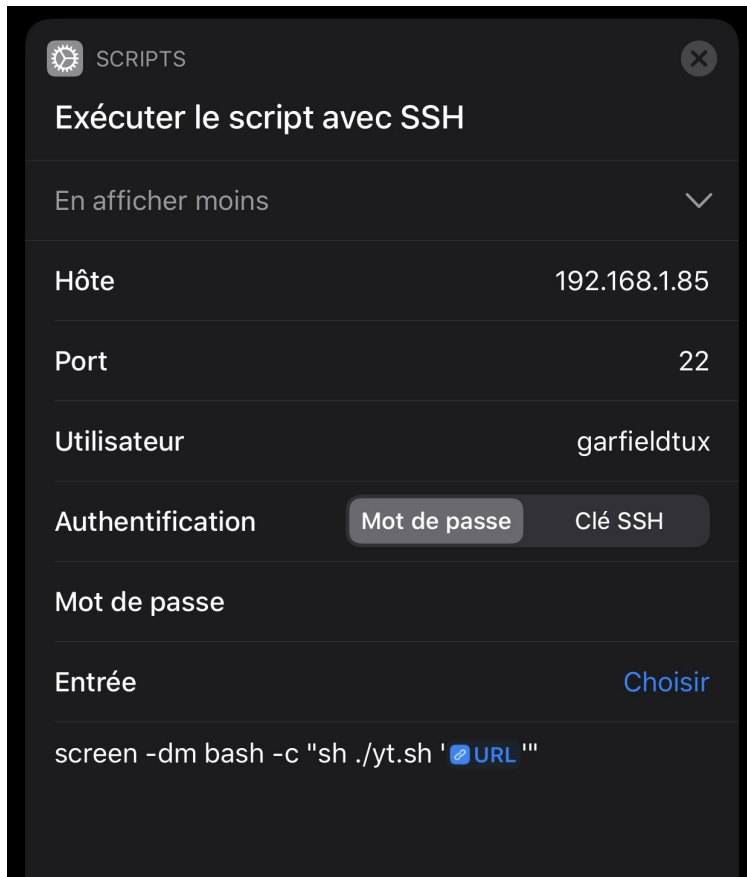 SCRIPTS
Exécuter le script avec SSH
En afficher moins
Hôte 192.168.1.85
Port 22
Utilisateur garfieldtux
Authentification Mot de passe Clé SSH
Mot de passe
Entrée Choisir
screen -dm bash -c "sh ./yt.sh 'URL'"